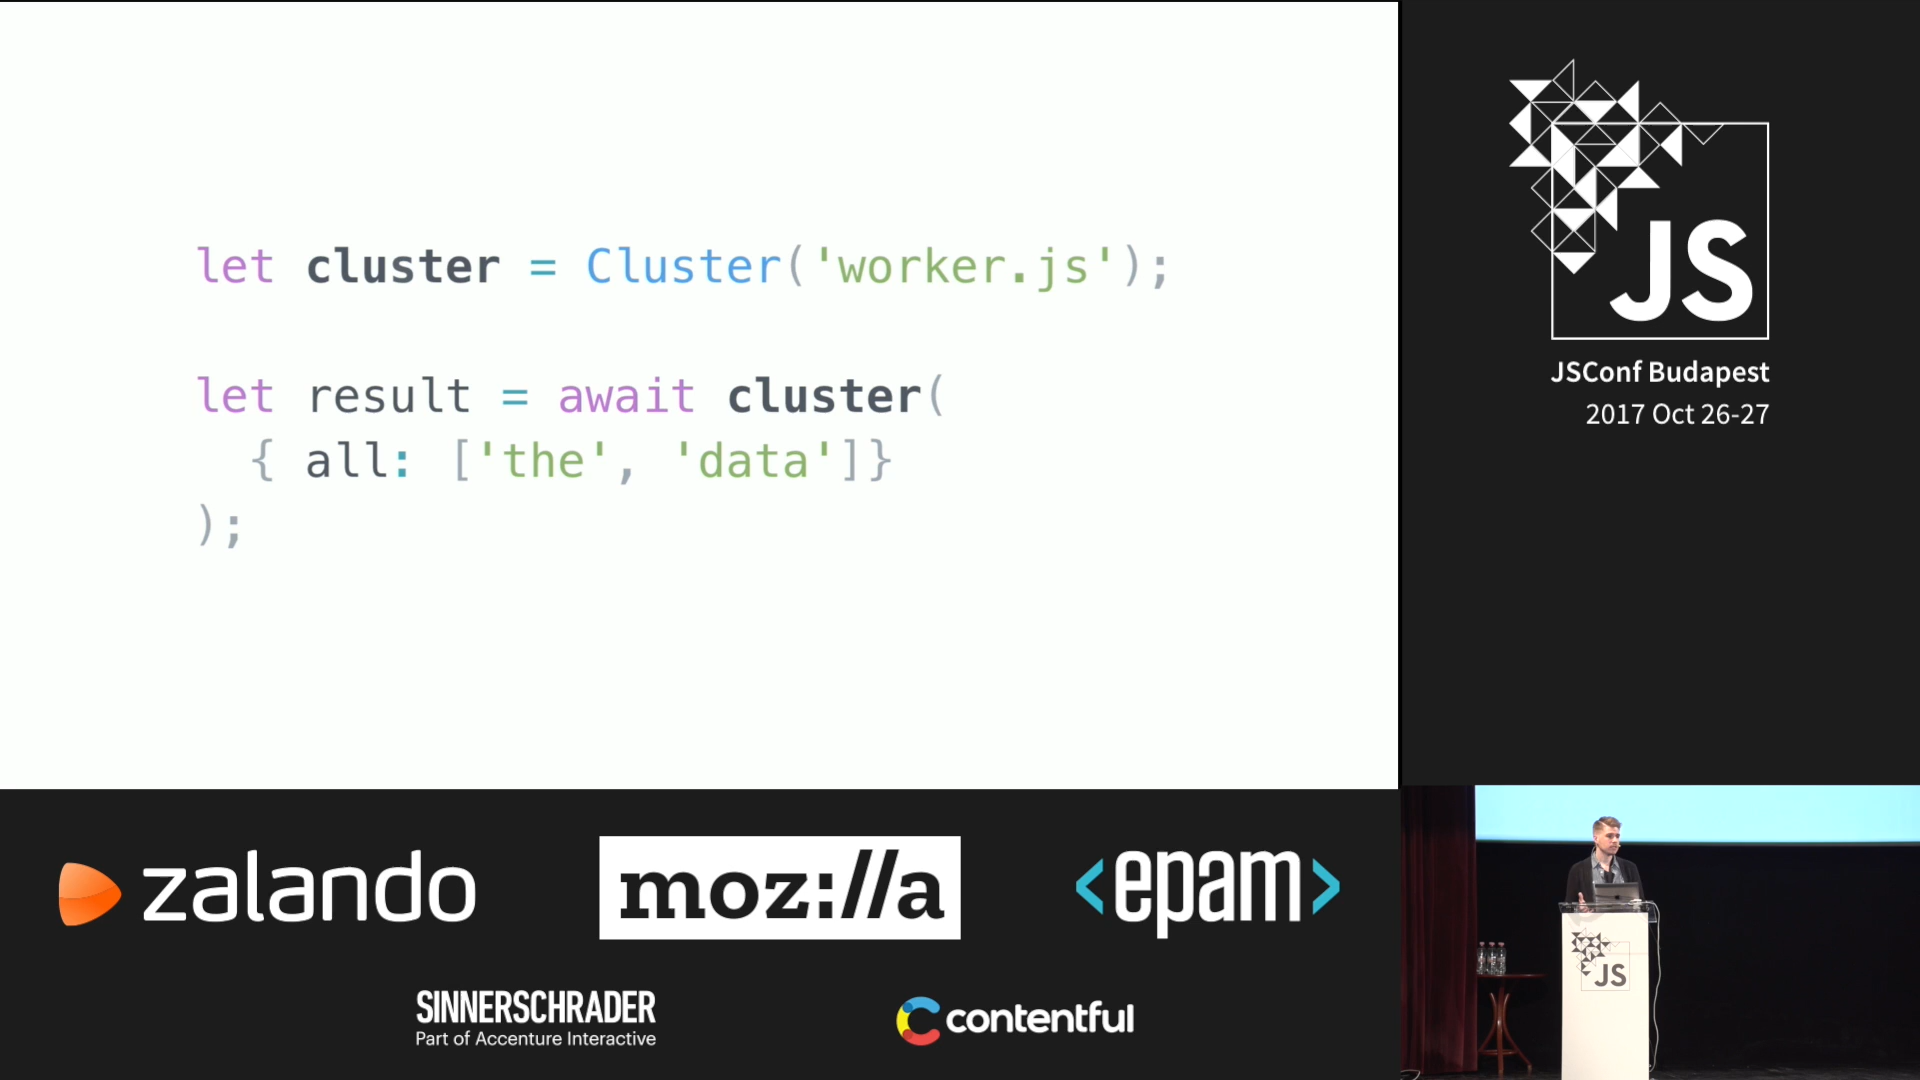 let cluster = Cluster('worker.js');
let result = await cluster(
{ all: ['the', 'data']}
);
JS
JSConf Budapest
2017 Oct 26-27
zalando
moz://a
<epam>
SINNERSCHRADER
Part of Accenture Interactive
contentful
JS